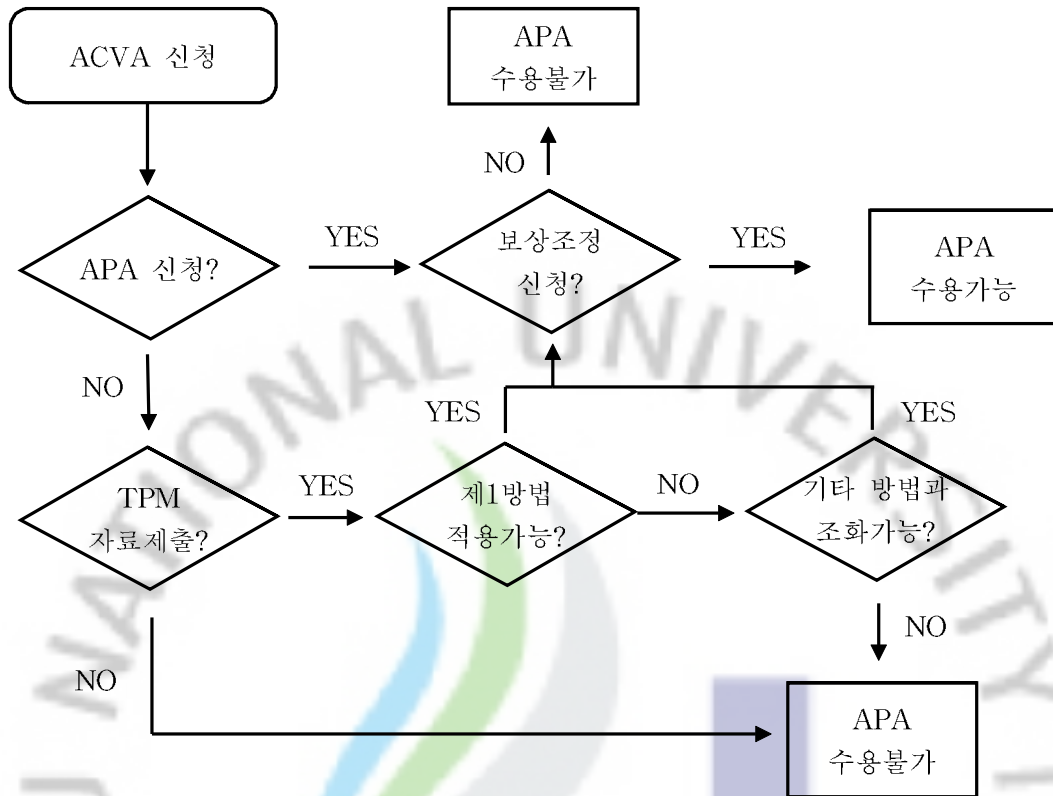 ACVA 신청
APA
수용불가
NO
APA 신청?
YES
보상조정
신청?
YES
APA
수용가능
NO
YES
YES
TPM
자료제출?
YES
제1방법
적용가능?
NO
기타 방법과
조화가능?
NO
NO
APA
수용불가
NATIONAL UNIVERSITY